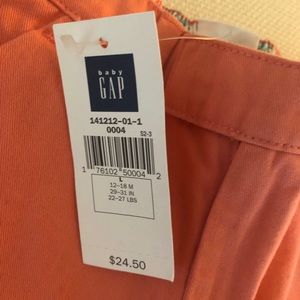 baby
GAP
141212-01-1
0004
S2-3
1 76102 50004 2
L
12-18 M
29-31 IN
22-27 LBS
$24.50